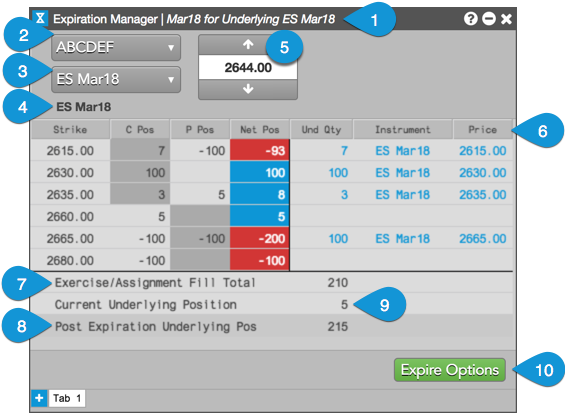 Expiration Manager | Mar18 for Underlying ES Mar18 1
2 ABCDEF 5
3 ES Mar18 2644.00
4 ES Mar18
Strike C Pos P Pos Net Pos Und Qty Instrument Price 6
2615.00 7 -100 -93 7 ES Mar18 2615.00
2630.00 100 100 100 ES Mar18 2630.00
2635.00 3 5 8 3 ES Mar18 2635.00
2660.00 5 5
2665.00 -100 -100 -200 100 ES Mar18 2665.00
2680.00 -100 -100
7 Exercise/Assignment Fill Total 210
Current Underlying Position 5 9
8 Post Expiration Underlying Pos 215
Expire Options 10
+ Tab 1